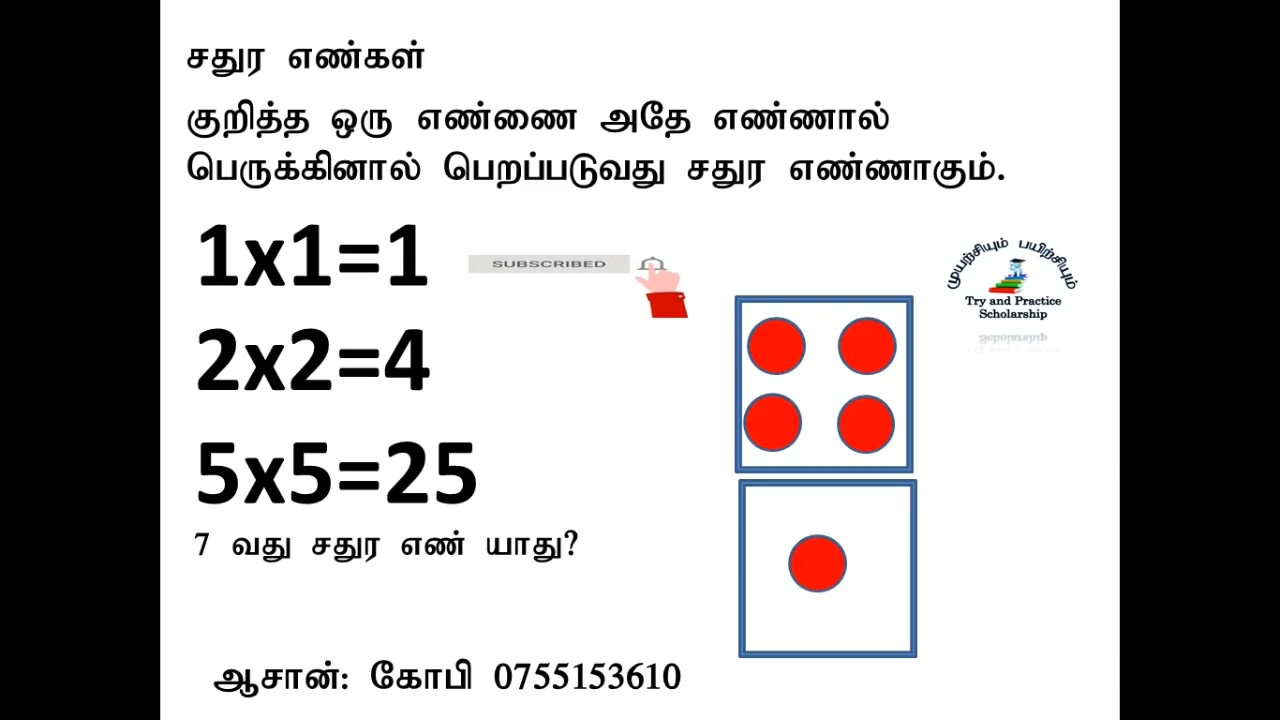 சதுர எண்கள்
குறித்த ஒரு எண்ணை அதே எண்ணால்
பெருக்கினால் பெறப்படுவது சதுர எண்ணாகும்.
1x1=1
SUBSCRIBED
முயற்சியும் பயிற்சியும்
Try and Practice
Scholarship
2x2=4
5x5=25
7 வது சதுர எண் யாது?
ஆசான்: கோபி 0755153610